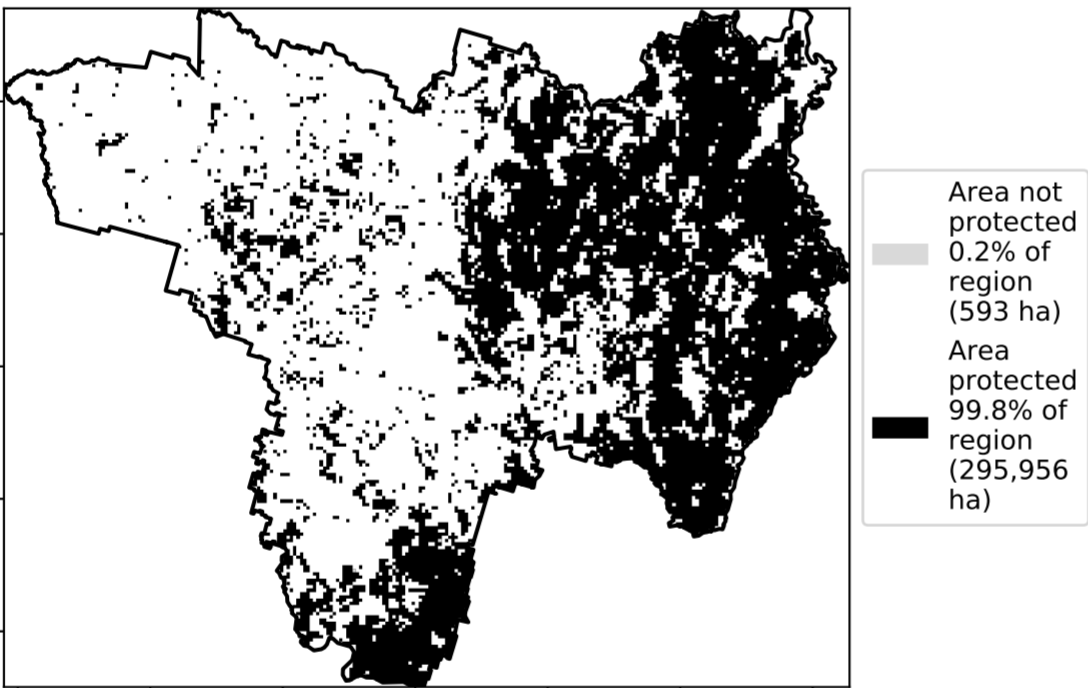 Area not
protected
0.2% of
region
(593 ha)
Area
protected
99.8% of
region
(295,956
ha)